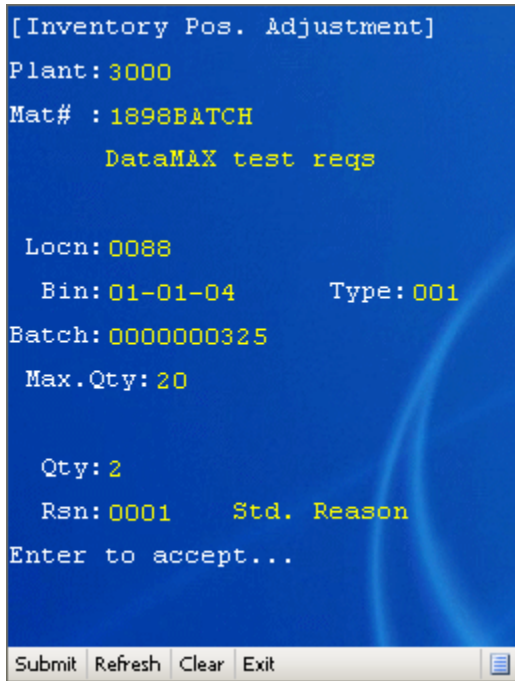 [Inventory Pos. Adjustment]
Plant: 3000
Mat# : 1898BATCH
DataMAX test reqs
Locn: 0088
Bin: 01-01-04 Type: 001
Batch: 0000000325
Max.Qty: 20
Qty: 2
Rsn: 0001 Std. Reason
Enter to accept...
Submit Refresh Clear Exit